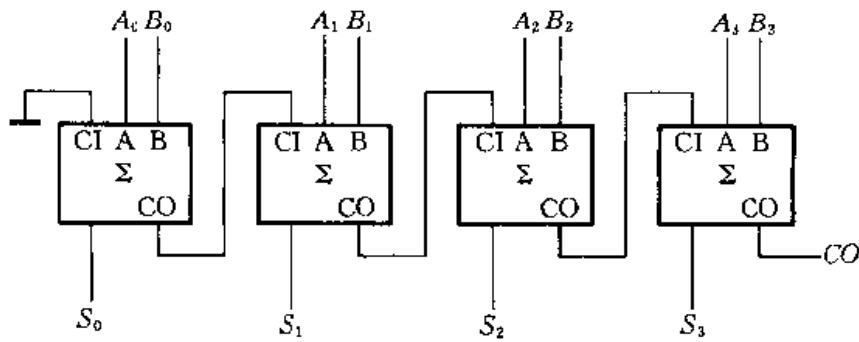 A₀ B₀ A₁ B₁ A₂ B₂ A₃ B₃
CI A B CI A B CI A B CI A B
Σ Σ Σ Σ
CO CO CO CO
CO
S₀ S₁ S₂ S₃